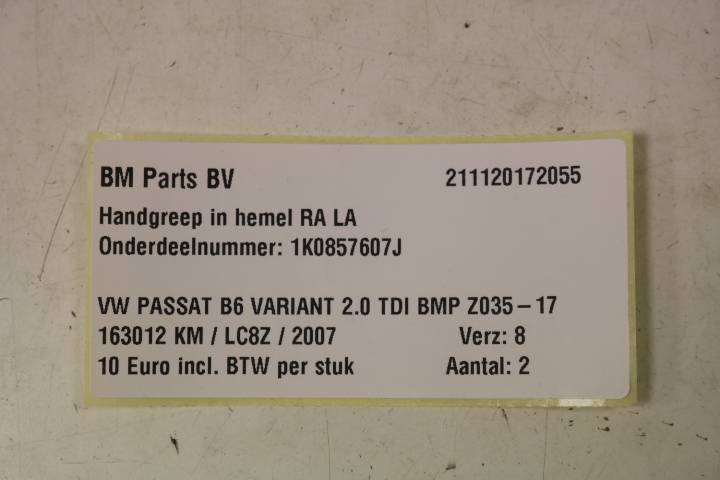 BM Parts BV 211120172055
Handgreep in hemel RA LA
Onderdeelnummer: 1K0857607J
VW PASSAT B6 VARIANT 2.0 TDI BMP Z035-17
163012 KM / LC8Z / 2007 Verz: 8
10 Euro incl. BTW per stuk Aantal: 2